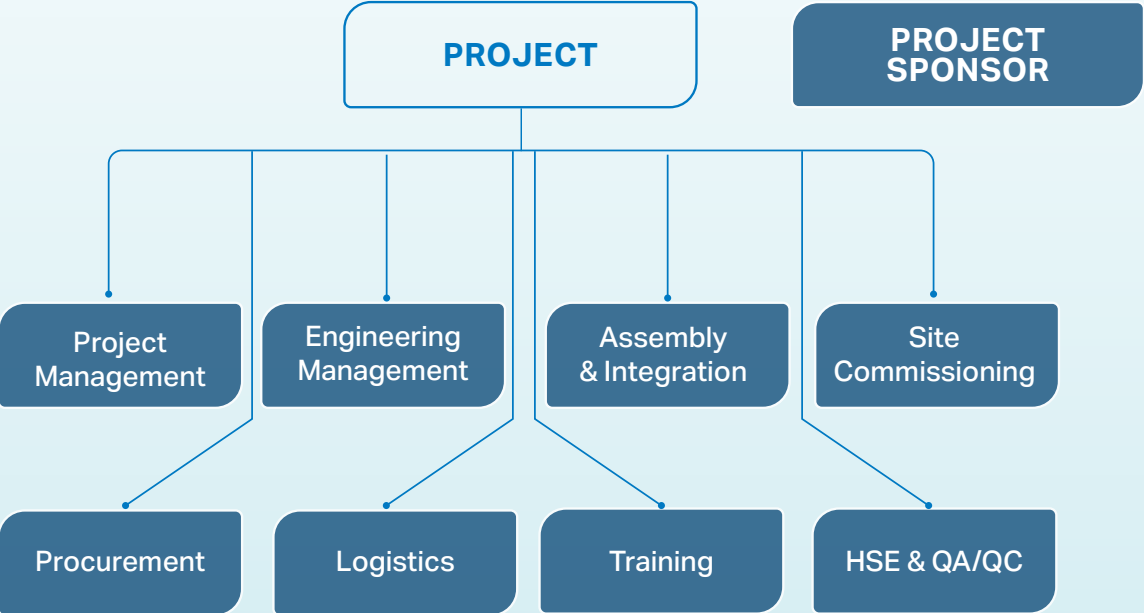 PROJECT
PROJECT
SPONSOR
Project
Management
Engineering
Management
Assembly
& Integration
Site
Commissioning
Procurement
Logistics
Training
HSE & QA/QC